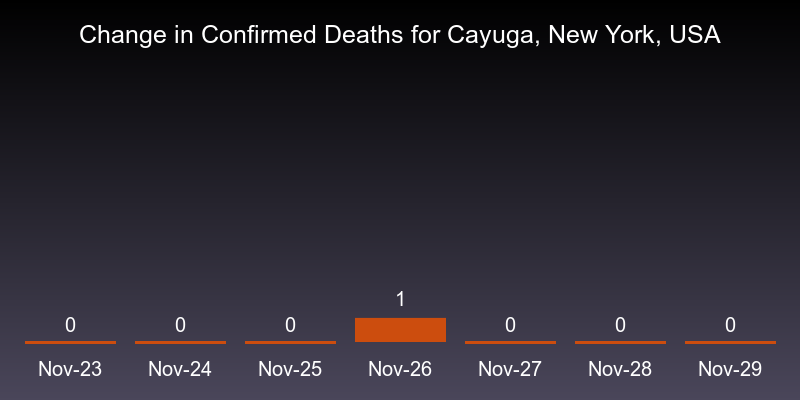 Change in Confirmed Deaths for Cayuga, New York, USA
0 0 0 1 0 0 0
Nov-23 Nov-24 Nov-25 Nov-26 Nov-27 Nov-28 Nov-29